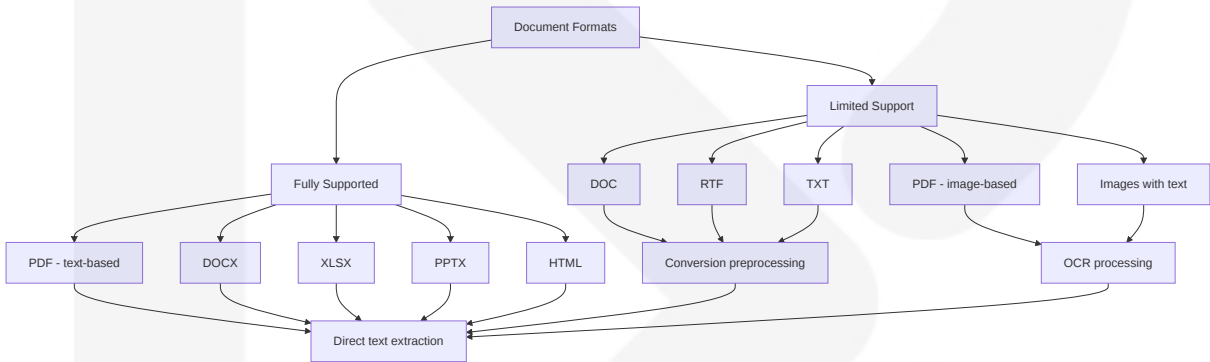 Document Formats
Limited Support
Fully Supported
DOC
RTF
TXT
PDF - image-based
Images with text
PDF - text-based
DOCX
XLSX
PPTX
HTML
Conversion preprocessing
OCR processing
Direct text extraction